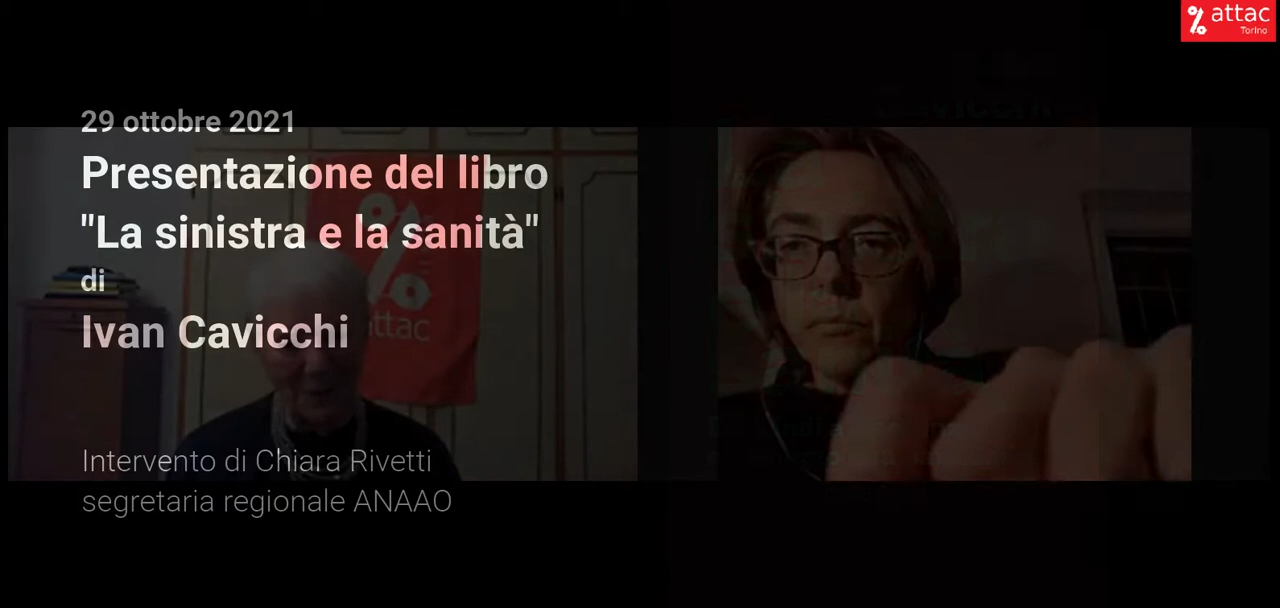 attac
Torino
29 ottobre 2021
Presentazione del libro
"La sinistra e la sanità"
di
Ivan Cavicchi
attac
Intervento di Chiara Rivetti
segretaria regionale ANAAO